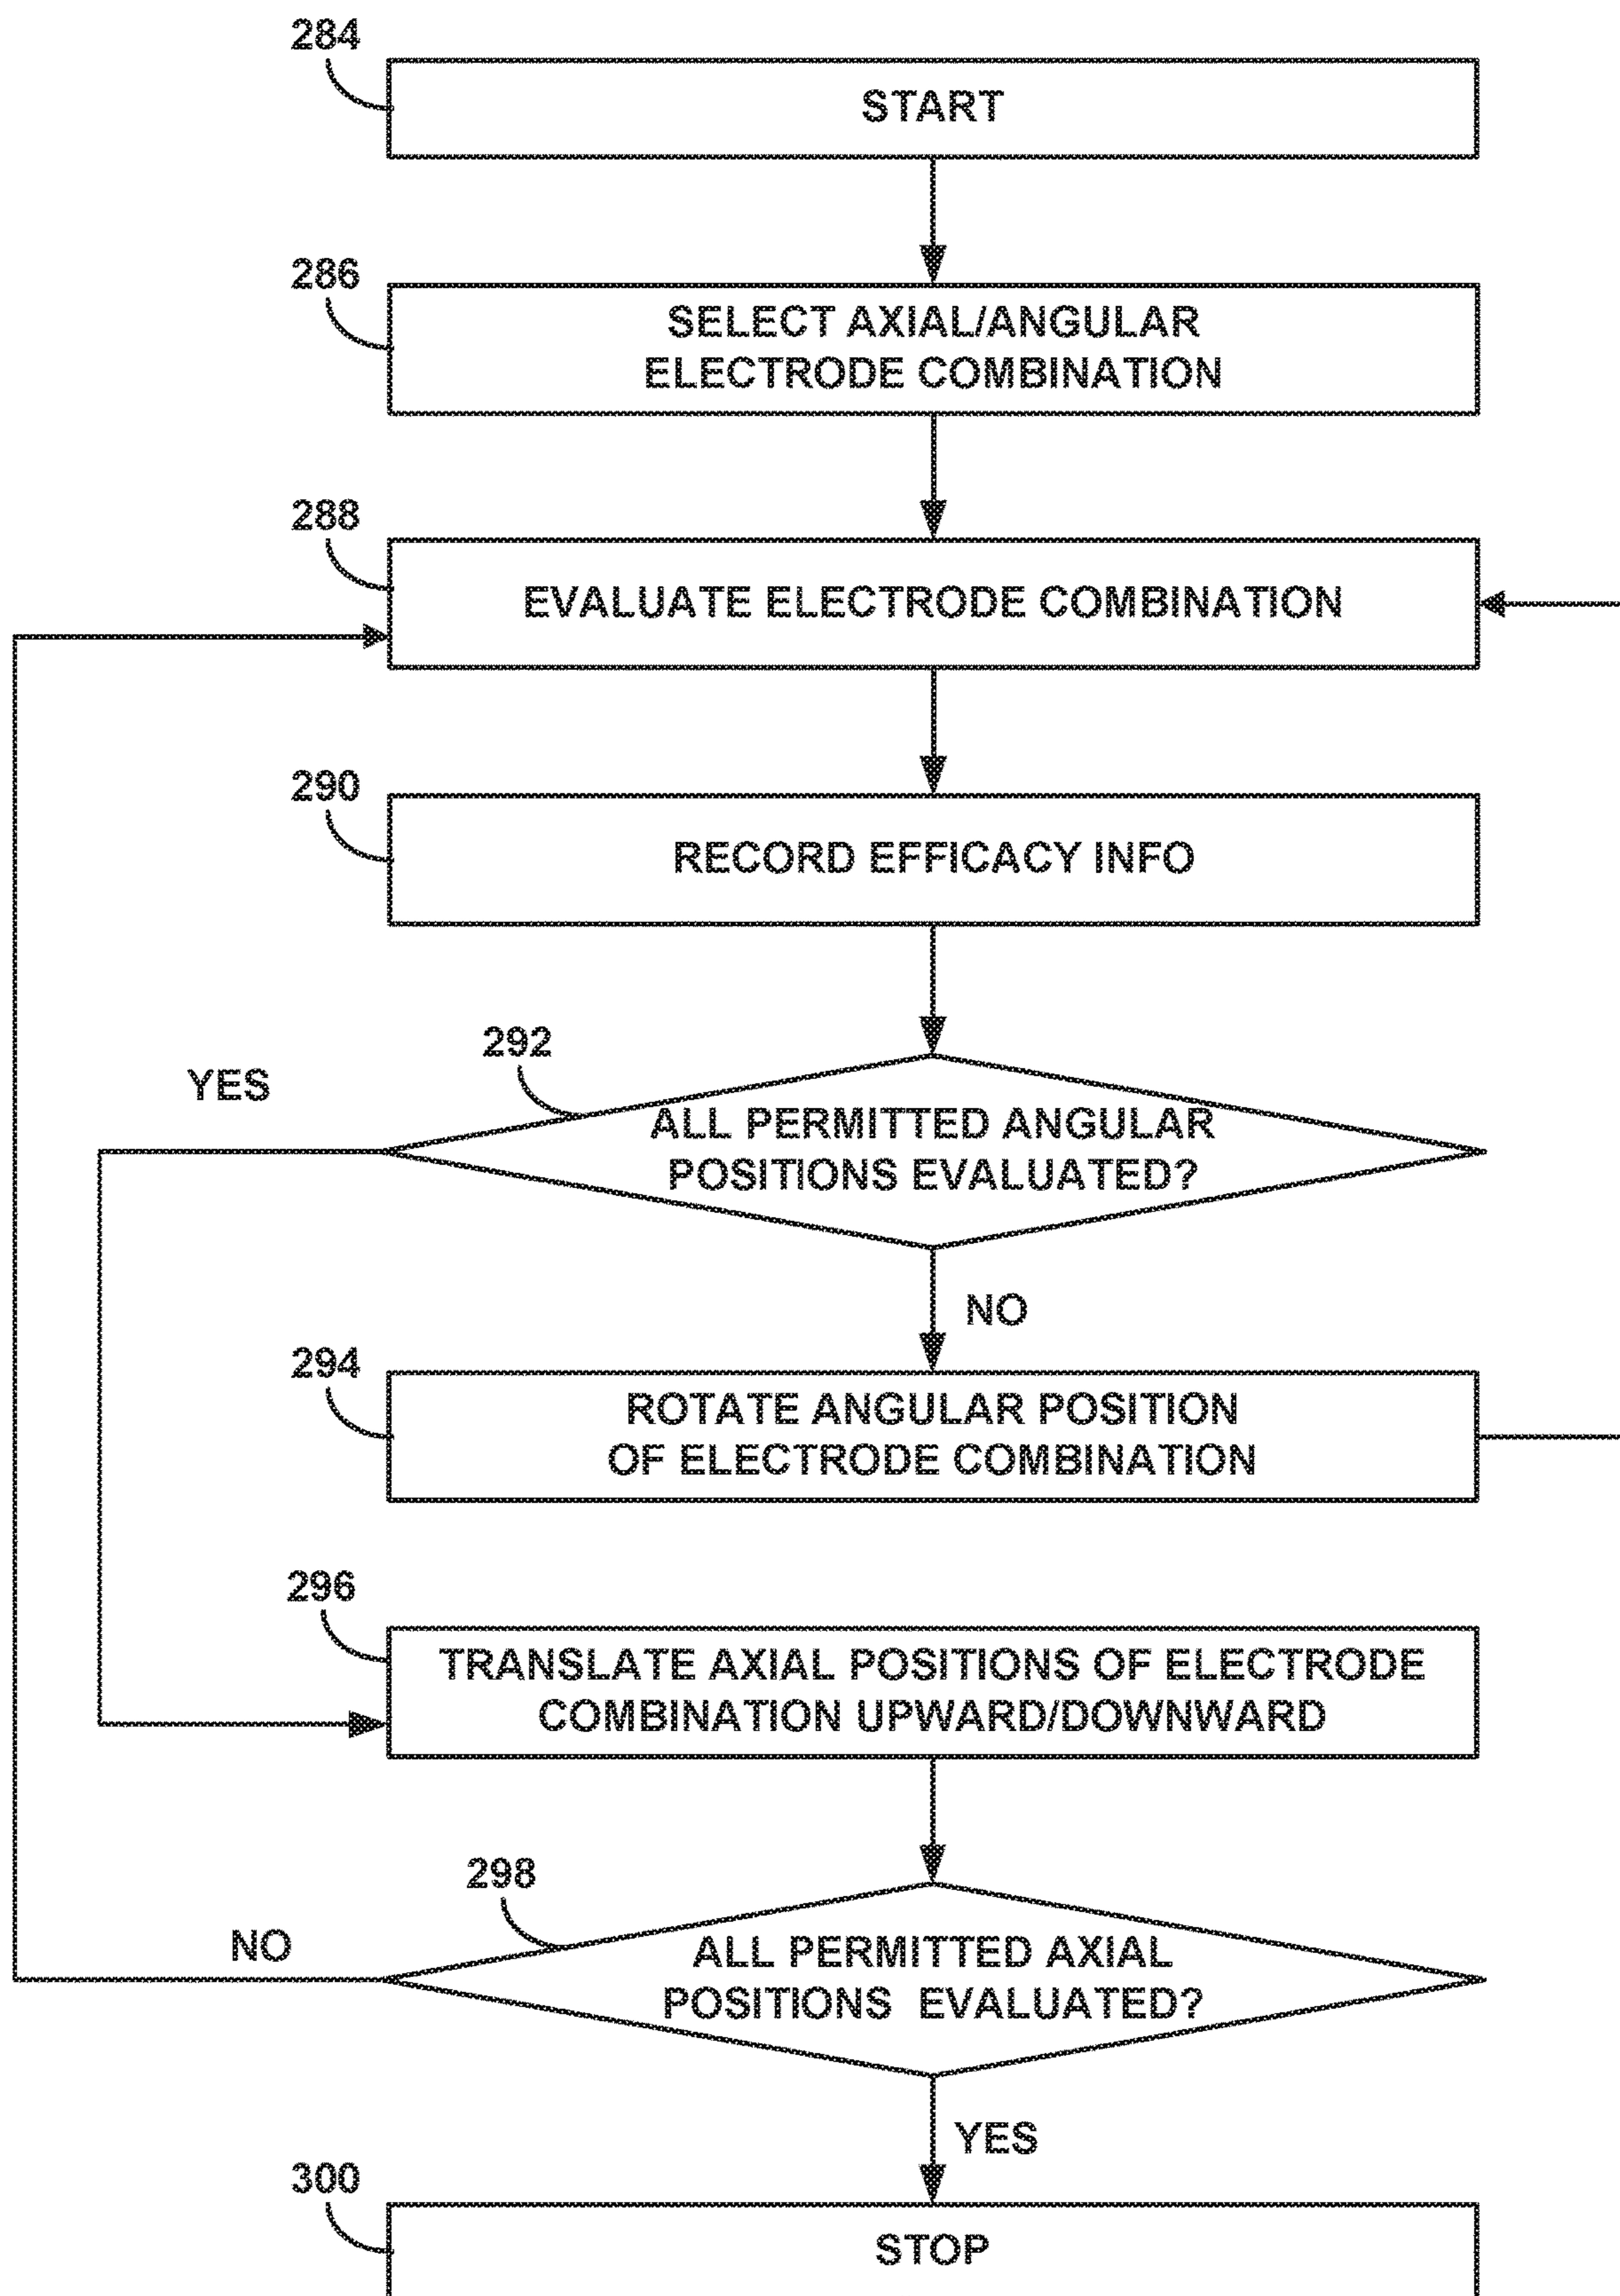 284
START
286
SELECT AXIAL/ANGULAR
ELECTRODE COMBINATION
288
EVALUATE ELECTRODE COMBINATION
290
RECORD EFFICACY INFO
292
YES
ALL PERMITTED ANGULAR
POSITIONS EVALUATED?
NO
294
ROTATE ANGULAR POSITION
OF ELECTRODE COMBINATION
296
TRANSLATE AXIAL POSITIONS OF ELECTRODE
COMBINATION UPWARD/DOWNWARD
298
NO
ALL PERMITTED AXIAL
POSITIONS EVALUATED?
YES
300
STOP